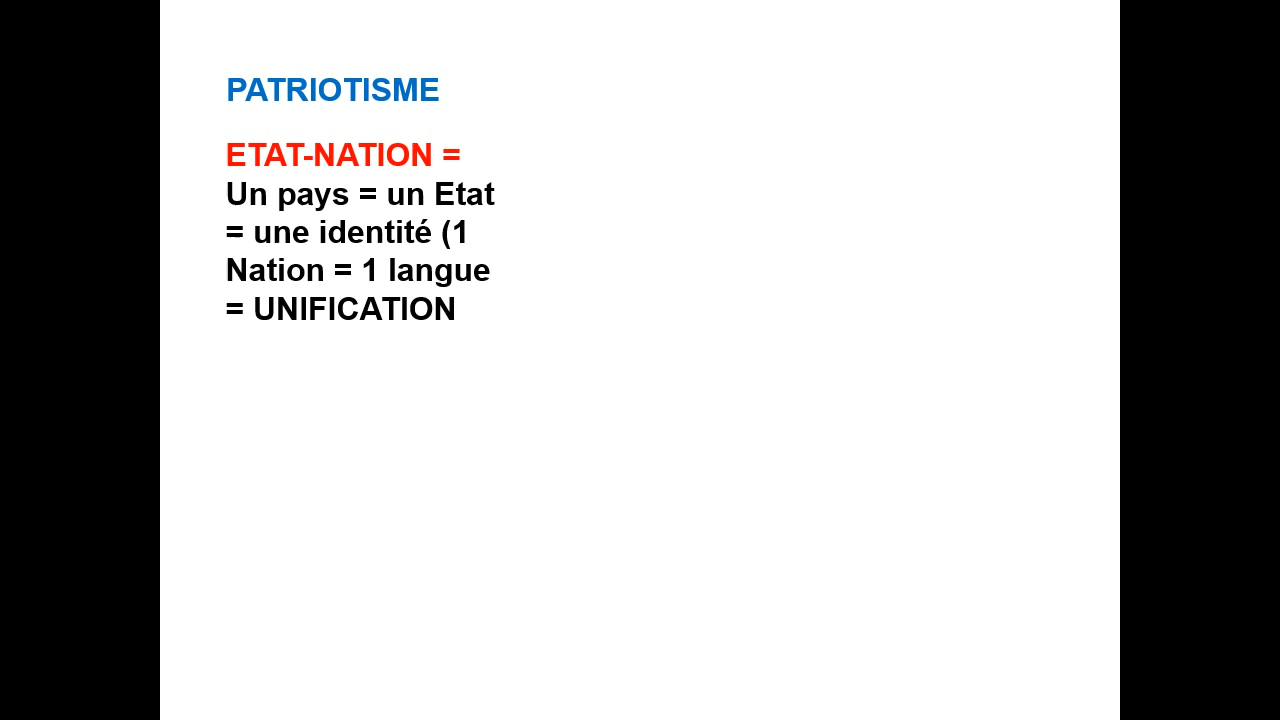 PATRIOTISME
ETAT-NATION =
Un pays = un Etat
= une identité (1
Nation = 1 langue
= UNIFICATION